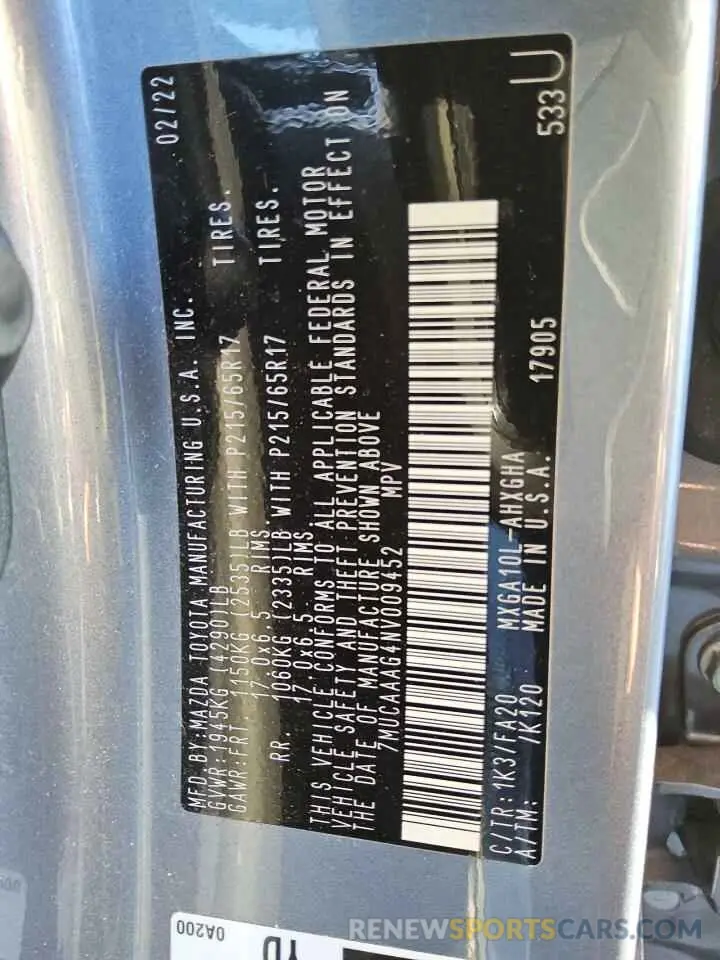 MFD.BY:MAZDA TOYOTA MANUFACTURING U.S.A. INC. 02/22
GVWR:1945KG (4290)LB
GAWR:FRT. 1150KG (2535)LB WITH P215/65R17 TIRES.
17.0x6.5 RIMS
RR. 1060KG (2335)LB WITH P215/65R17 TIRES.
17.0x6.5 RIMS
THIS VEHICLE CONFORMS TO ALL APPLICABLE FEDERAL MOTOR
VEHICLE SAFETY AND THEFT PREVENTION STANDARDS IN EFFECT ON
THE DATE OF MANUFACTURE SHOWN ABOVE
7MUCAAAG4NV009452 MPV
C/TR:1K3/FA20 MXGA10L-AHXGHA 17905 533 U
A/TM: /K120 MADE IN U.S.A.
0A200
YD
RENEWSPORTS-CARS.COM